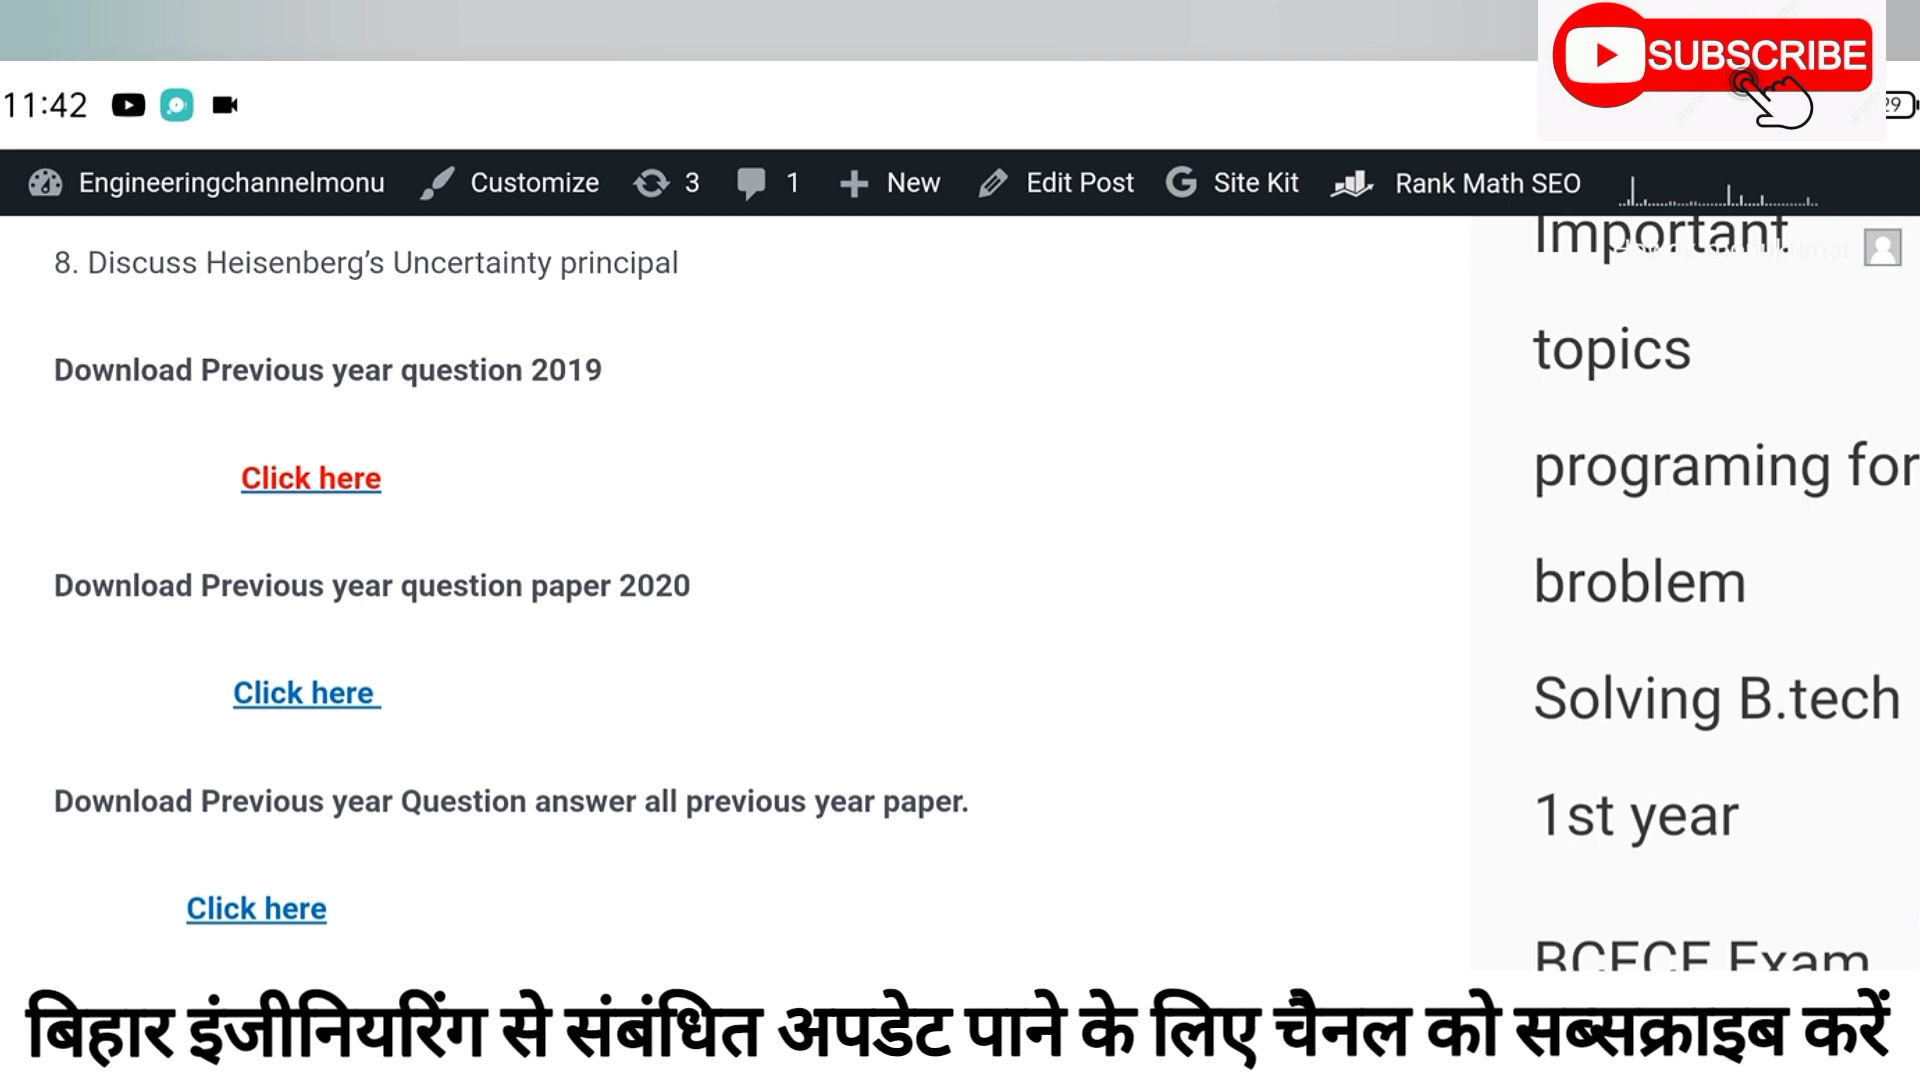 SUBSCRIBE
11:42
29
Engineeringchannelmonu Customize 3 1 New Edit Post Site Kit Rank Math SEO
8. Discuss Heisenberg’s Uncertainty principal
Download Previous year question 2019
Click here
Download Previous year question paper 2020
Click here
Download Previous year Question answer all previous year paper.
Click here
Important
topics
programing for
broblem
Solving B.tech
1st year
BCECE Exam
बिहार इंजीनियरिंग से संबंधित अपडेट पाने के लिए चैनल को सब्सक्राइब करें